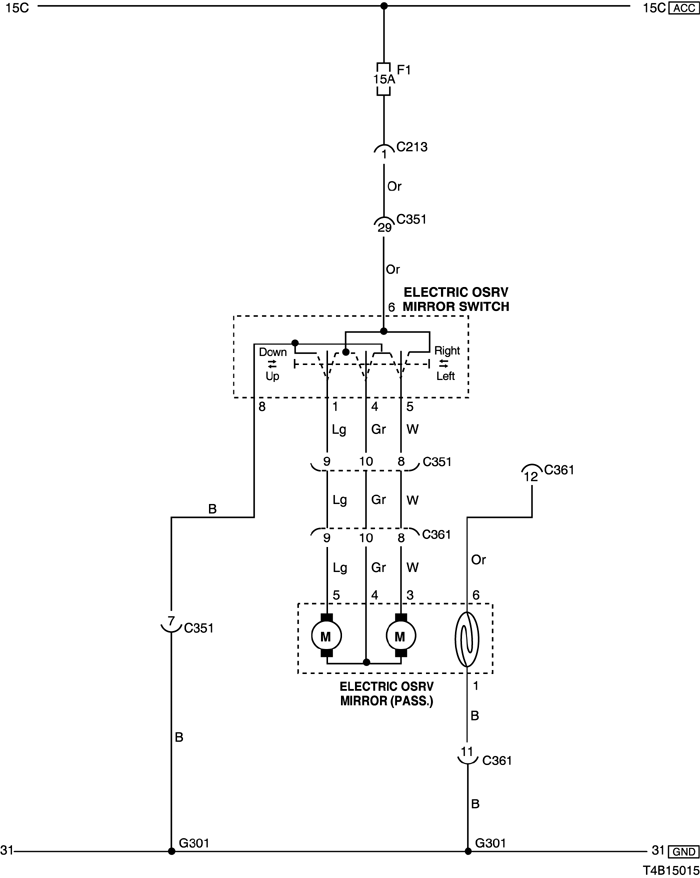 15C
15C ACC
F1
15A
C213
1
Or
C351
29
Or
ELECTRIC OSRV
MIRROR SWITCH
6
Down
Up
Right
Left
8 1 4 5
Lg Gr W
9 10 8 C351
C361
12
Lg Gr W
B
9 10 8 C361
Or
Lg Gr W
5 4 3 6
7
C351
M M
ELECTRIC OSRV
MIRROR (PASS.)
1
B
B
11
C361
B
G301
G301
31
31 GND
T4B15015